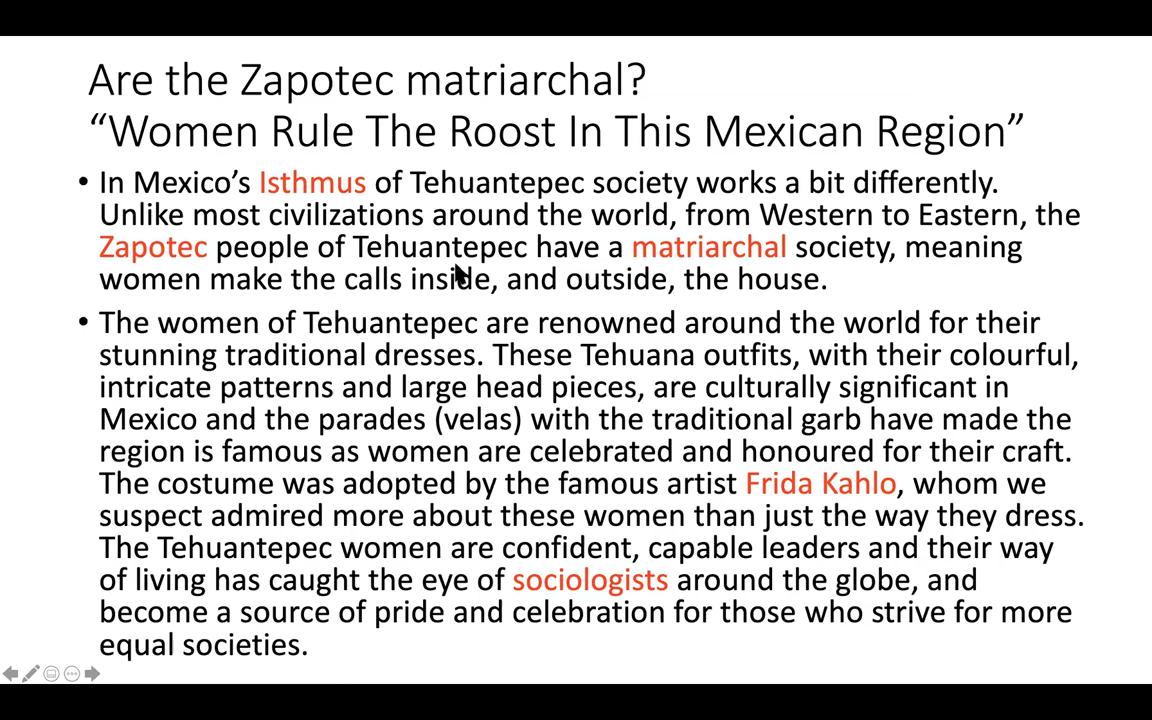 Are the Zapotec matriarchal?
“Women Rule The Roost In This Mexican Region”
• In Mexico’s Isthmus of Tehuantepec society works a bit differently.
Unlike most civilizations around the world, from Western to Eastern, the
Zapotec people of Tehuantepec have a matriarchal society, meaning
women make the calls inside, and outside, the house.
• The women of Tehuantepec are renowned around the world for their
stunning traditional dresses. These Tehuana outfits, with their colourful,
intricate patterns and large head pieces, are culturally significant in
Mexico and the parades (velas) with the traditional garb have made the
region is famous as women are celebrated and honoured for their craft.
The costume was adopted by the famous artist Frida Kahlo, whom we
suspect admired more about these women than just the way they dress.
The Tehuantepec women are confident, capable leaders and their way
of living has caught the eye of sociologists around the globe, and
become a source of pride and celebration for those who strive for more
equal societies.